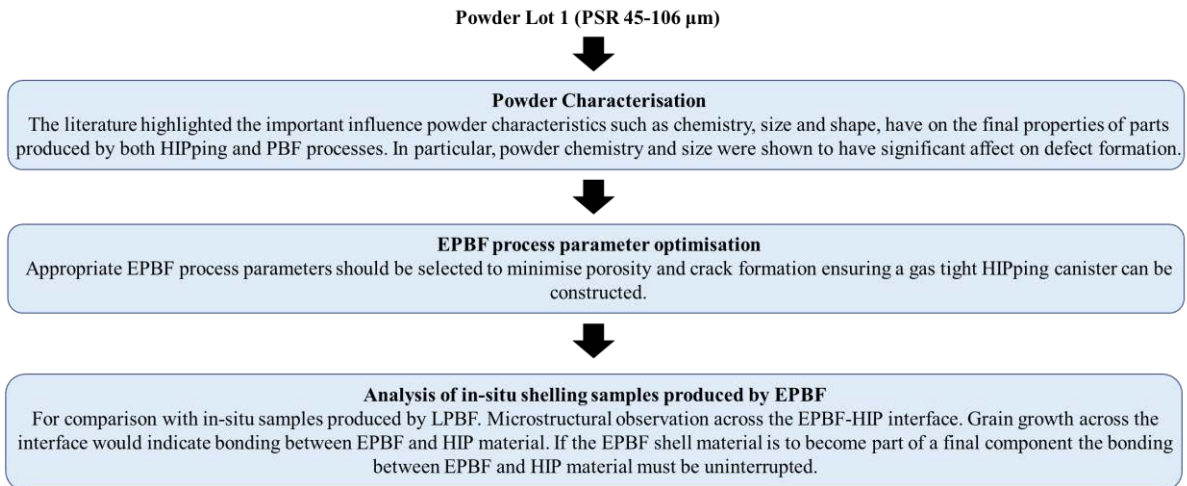 Powder Lot 1 (PSR 45-106 µm)
Powder Characterisation
The literature highlighted the important influence powder characteristics such as chemistry, size and shape, have on the final properties of parts
produced by both HIPping and PBF processes. In particular, powder chemistry and size were shown to have significant affect on defect formation.
EPBF process parameter optimisation
Appropriate EPBF process parameters should be selected to minimise porosity and crack formation ensuring a gas tight HIPping canister can be
constructed.
Analysis of in-situ shelling samples produced by EPBF
For comparison with in-situ samples produced by LPBF. Microstructural observation across the EPBF-HIP interface. Grain growth across the
interface would indicate bonding between EPBF and HIP material. If the EPBF shell material is to become part of a final component the bonding
between EPBF and HIP material must be uninterrupted.